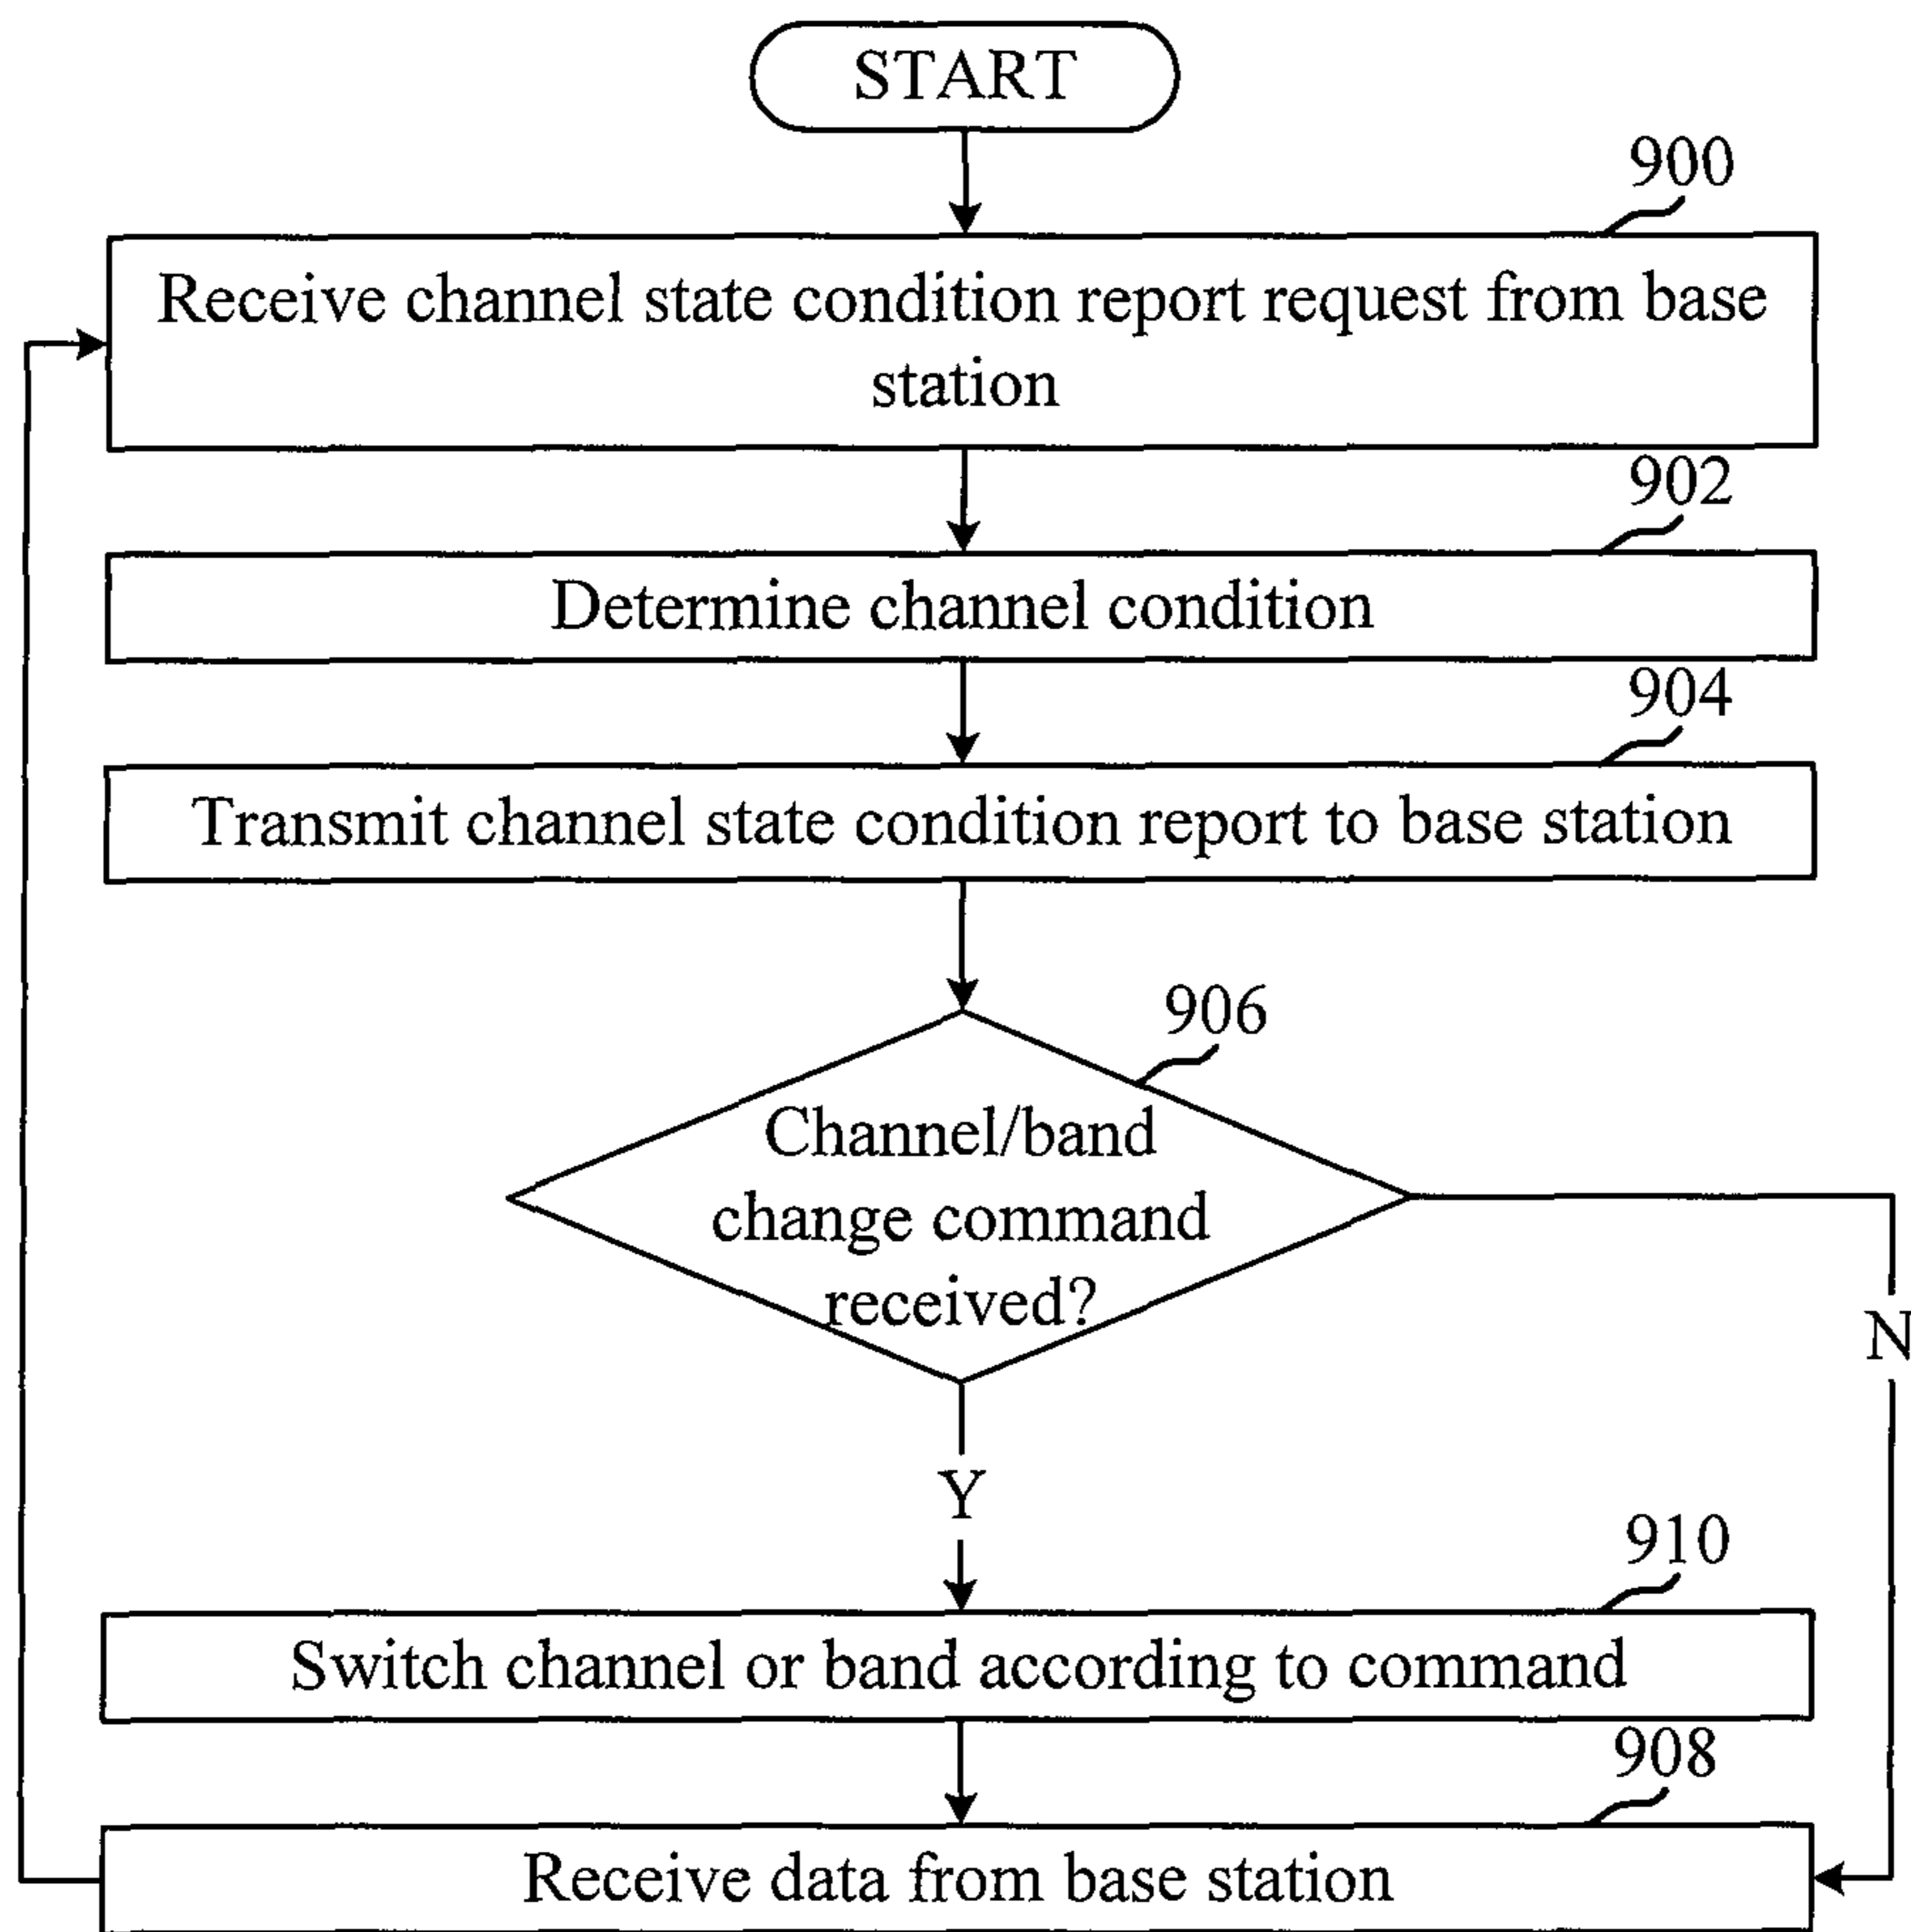 START
900
Receive channel state condition report request from base
station
902
Determine channel condition
904
Transmit channel state condition report to base station
906
Channel/band
change command
received?
N
Y
910
Switch channel or band according to command
908
Receive data from base station